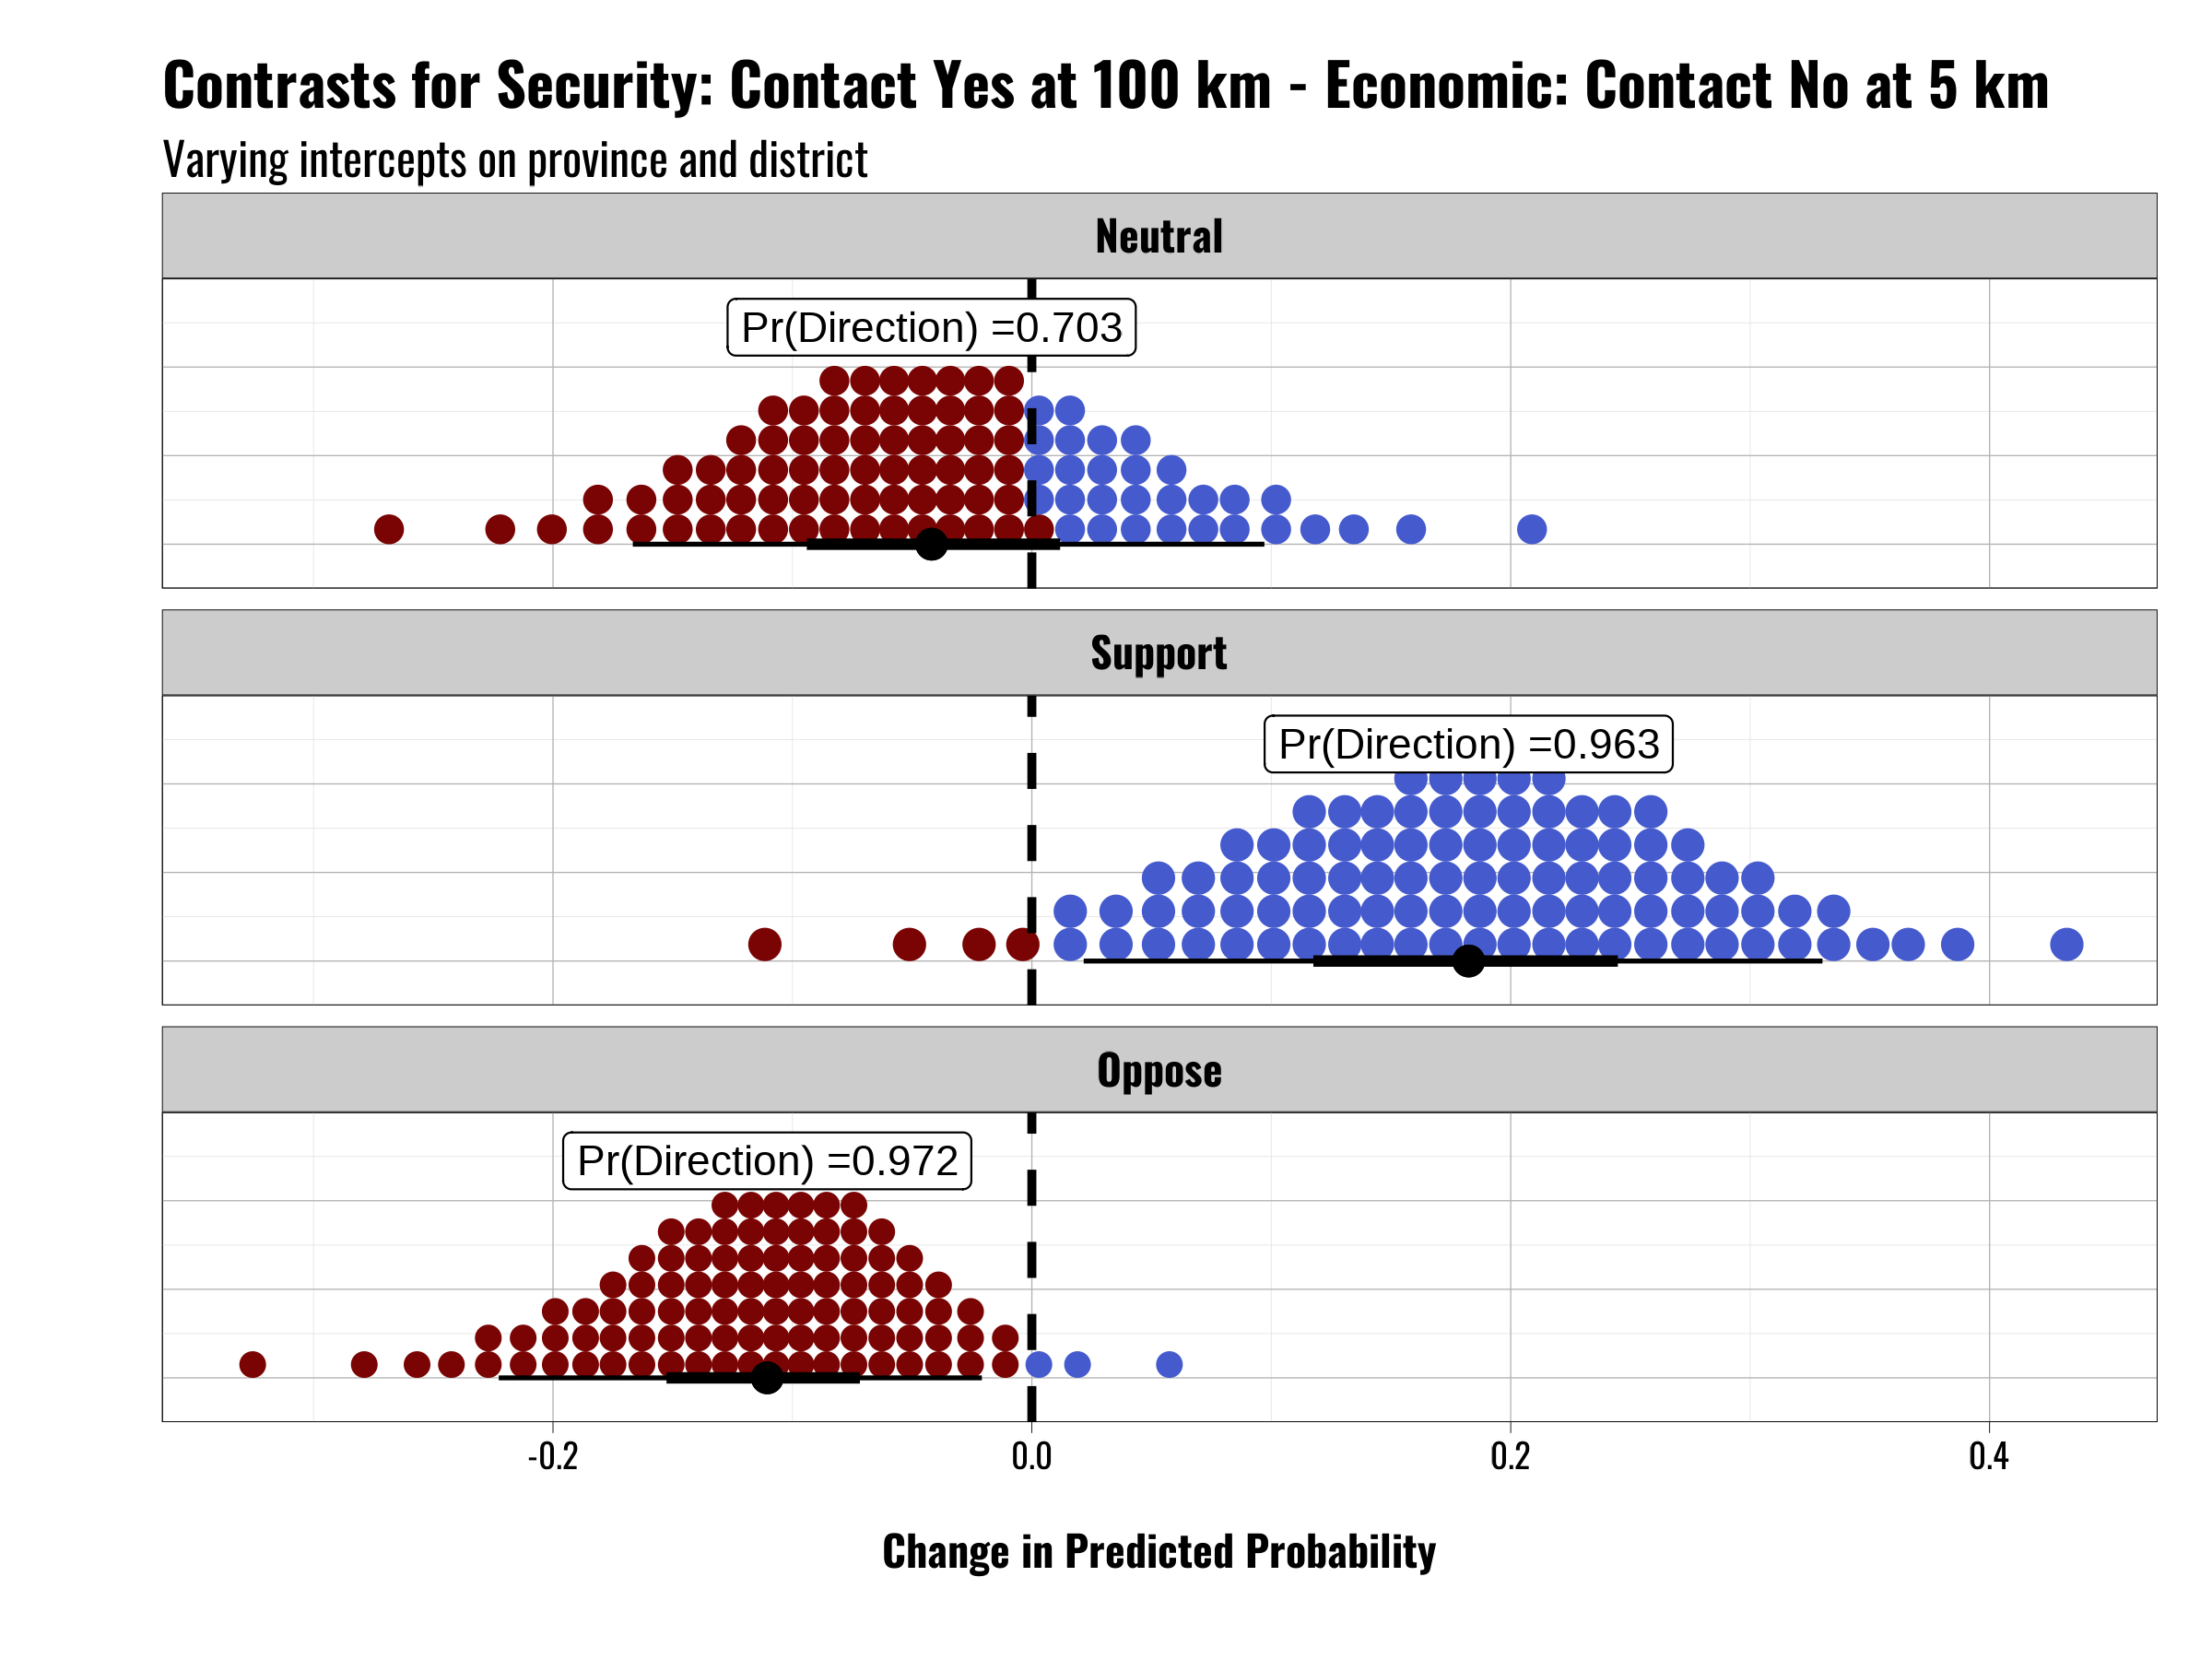 Contrasts for Security: Contact Yes at 100 km - Economic: Contact No at 5 km
Varying intercepts on province and district
Neutral
Pr(Direction) =0.703
Support
Pr(Direction) =0.963
Oppose
Pr(Direction) =0.972
-0.2 0.0 0.2 0.4
Change in Predicted Probability